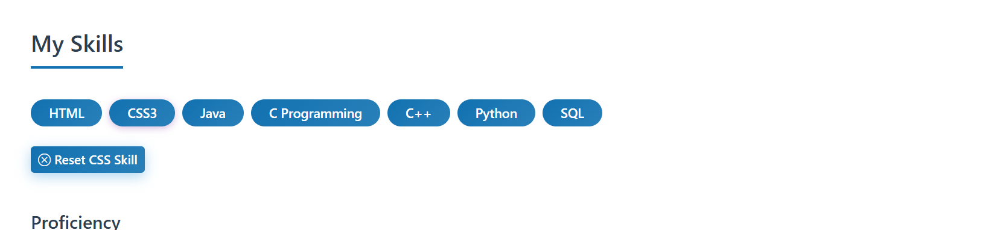 My Skills
HTML CSS3 Java C Programming C++ Python SQL
Reset CSS Skill
Proficiency